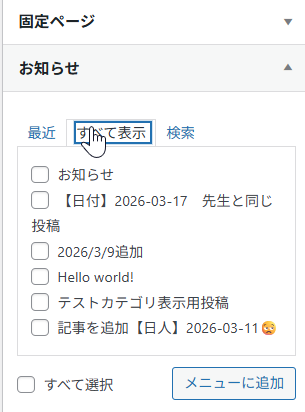 固定ページ
お知らせ
最近 すべて表示 検索
お知らせ
【日付】2026-03-17　先生と同じ
投稿
2026/3/9追加
Hello world!
テストカテゴリ表示用投稿
記事を追加【日人】2026-03-11😡
すべて選択 メニューに追加